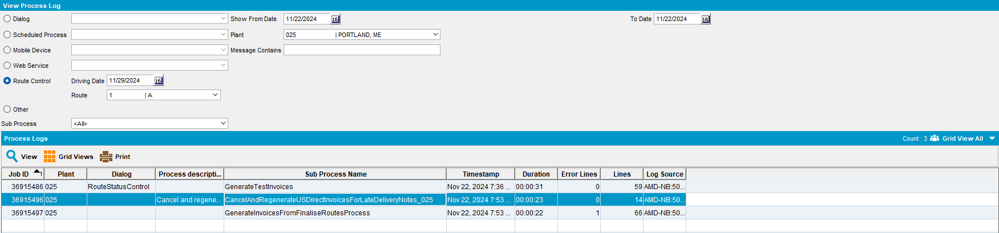 View Process Log
Dialog Show From Date 11/22/2024 16 To Date 11/22/2024 16
Scheduled Process Plant 025 | PORTLAND, ME
Mobile Device Message Contains
Web Service
Route Control Driving Date 11/29/2024 16
Route 1 | A
Other
Sub Process <All>
Process Logs Count : 3 Grid View All
View Grid Views Print
Job ID 1 Plant Dialog Process descripti... Sub Process Name Timestamp Duration Error Lines Lines Log Source
36915486 025 RouteStatusControl GenerateTestInvoices Nov 22, 2024 7:36 ... 00:00:31 0 59 AMD-NB:50...
36915496 025 Cancel and regene... CancelAndRegenerateUSDirectInvoicesForLateDeliveryNotes_025 Nov 22, 2024 7:53 ... 00:00:23 0 14 AMD-NB:50...
36915497 025 GenerateInvoicesFromFinaliseRoutesProcess Nov 22, 2024 7:53 ... 00:00:22 1 66 AMD-NB:50...